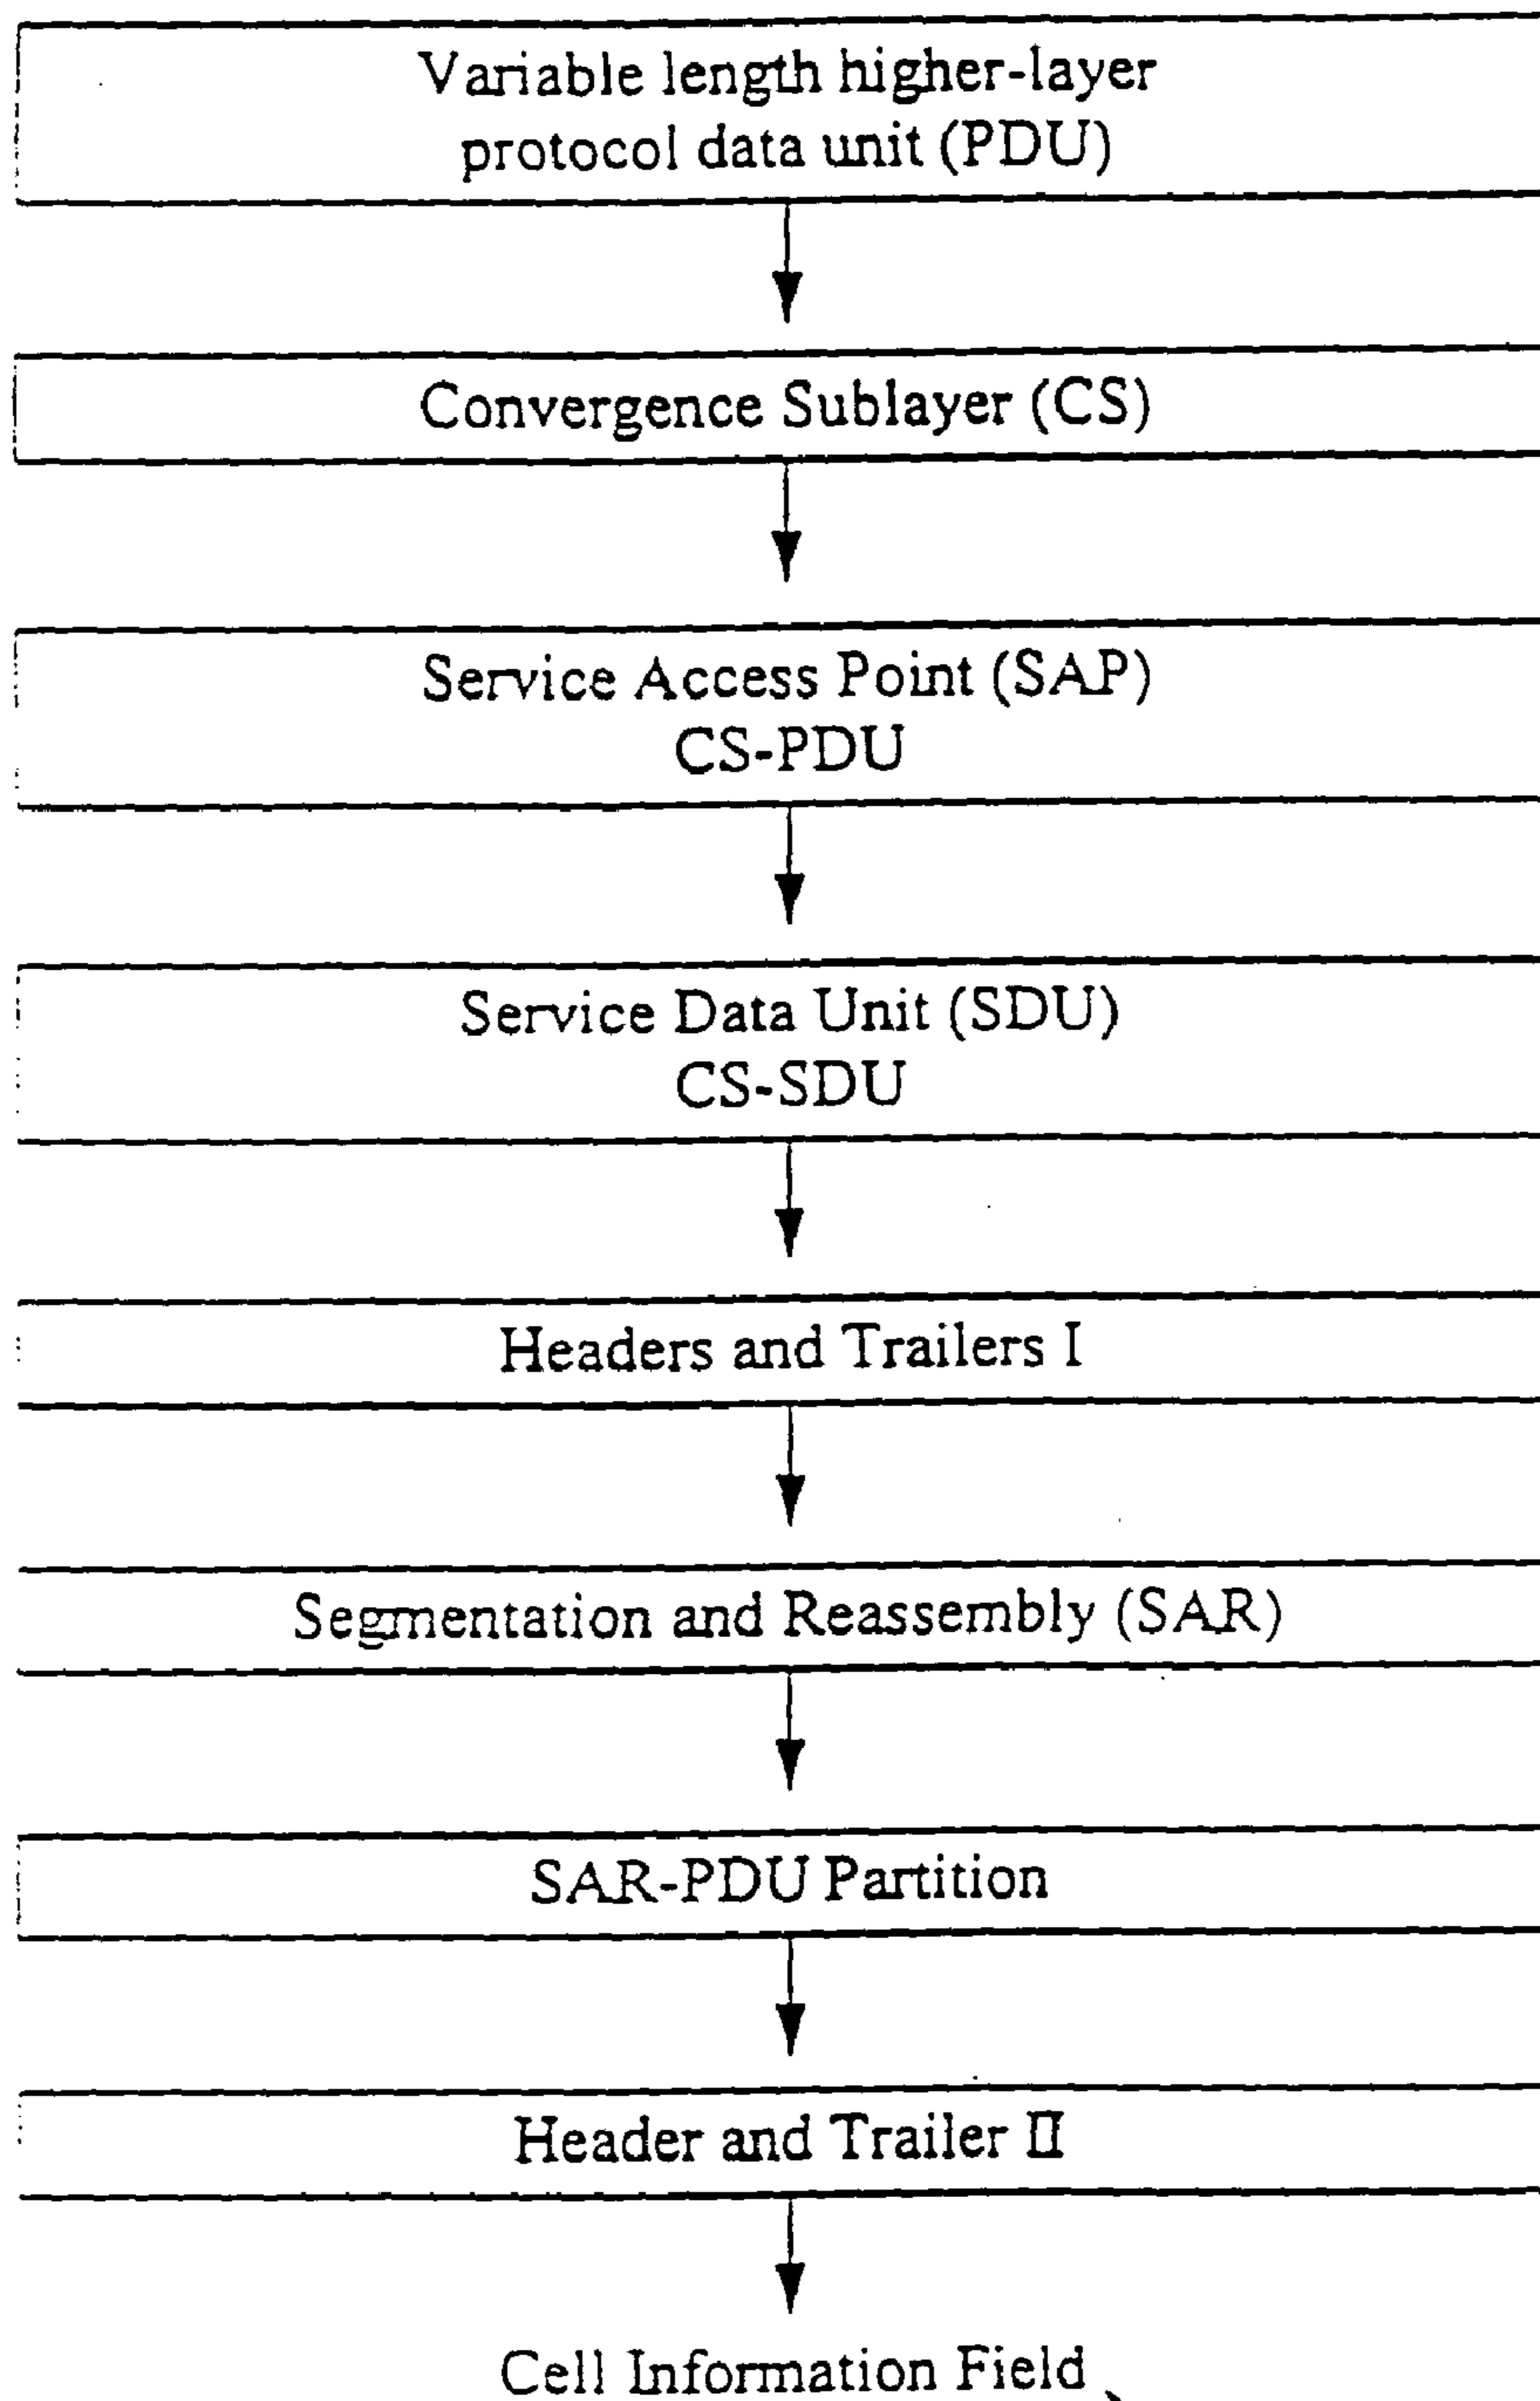 Variable length higher-layer
protocol data unit (PDU)
Convergence Sublayer (CS)
Service Access Point (SAP)
CS-PDU
Service Data Unit (SDU)
CS-SDU
Headers and Trailers I
Segmentation and Reassembly (SAR)
SAR-PDU Partition
Header and Trailer II
Cell Information Field